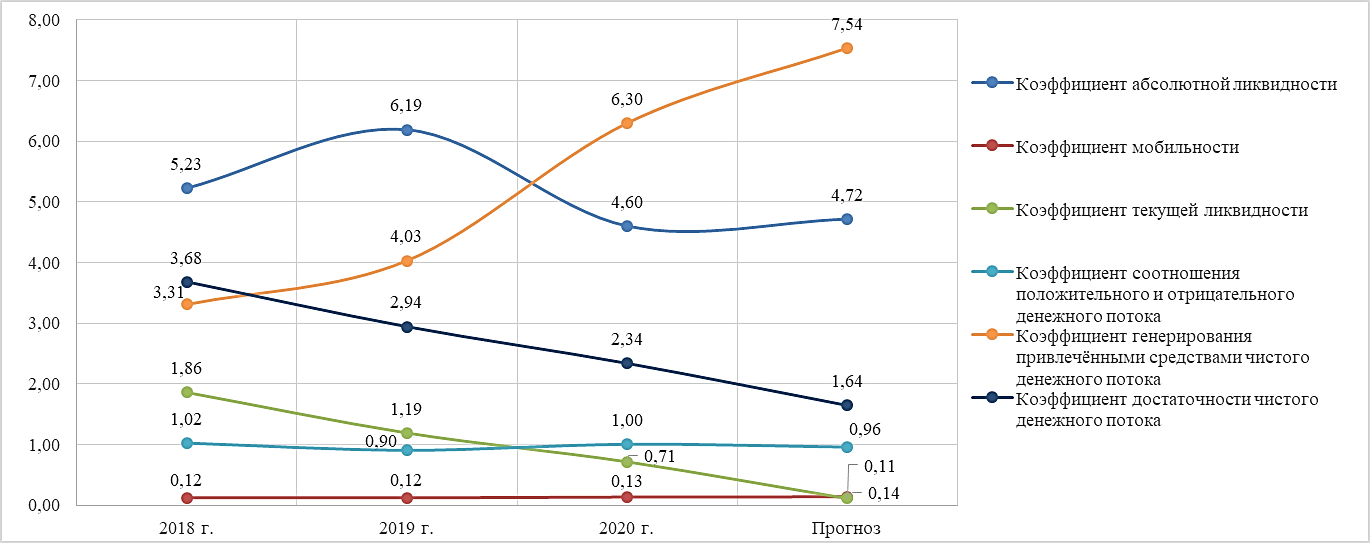 8,00
7,00
6,00
5,00
4,00
3,00
2,00
1,00
0,00
5,23
6,19
4,60
4,72
3,31
4,03
6,30
7,54
3,68
2,94
2,34
1,64
1,86
1,19
0,71
0,11
1,02
0,90
1,00
0,96
0,12
0,12
0,13
0,14
2018 г.
2019 г.
2020 г.
Прогноз
Коэффициент абсолютной ликвидности
Коэффициент мобильности
Коэффициент текущей ликвидности
Коэффициент соотношения
положительного и отрицательного
денежного потока
Коэффициент генерирования
привлечёнными средствами чистого
денежного потока
Коэффициент достаточности чистого
денежного потока